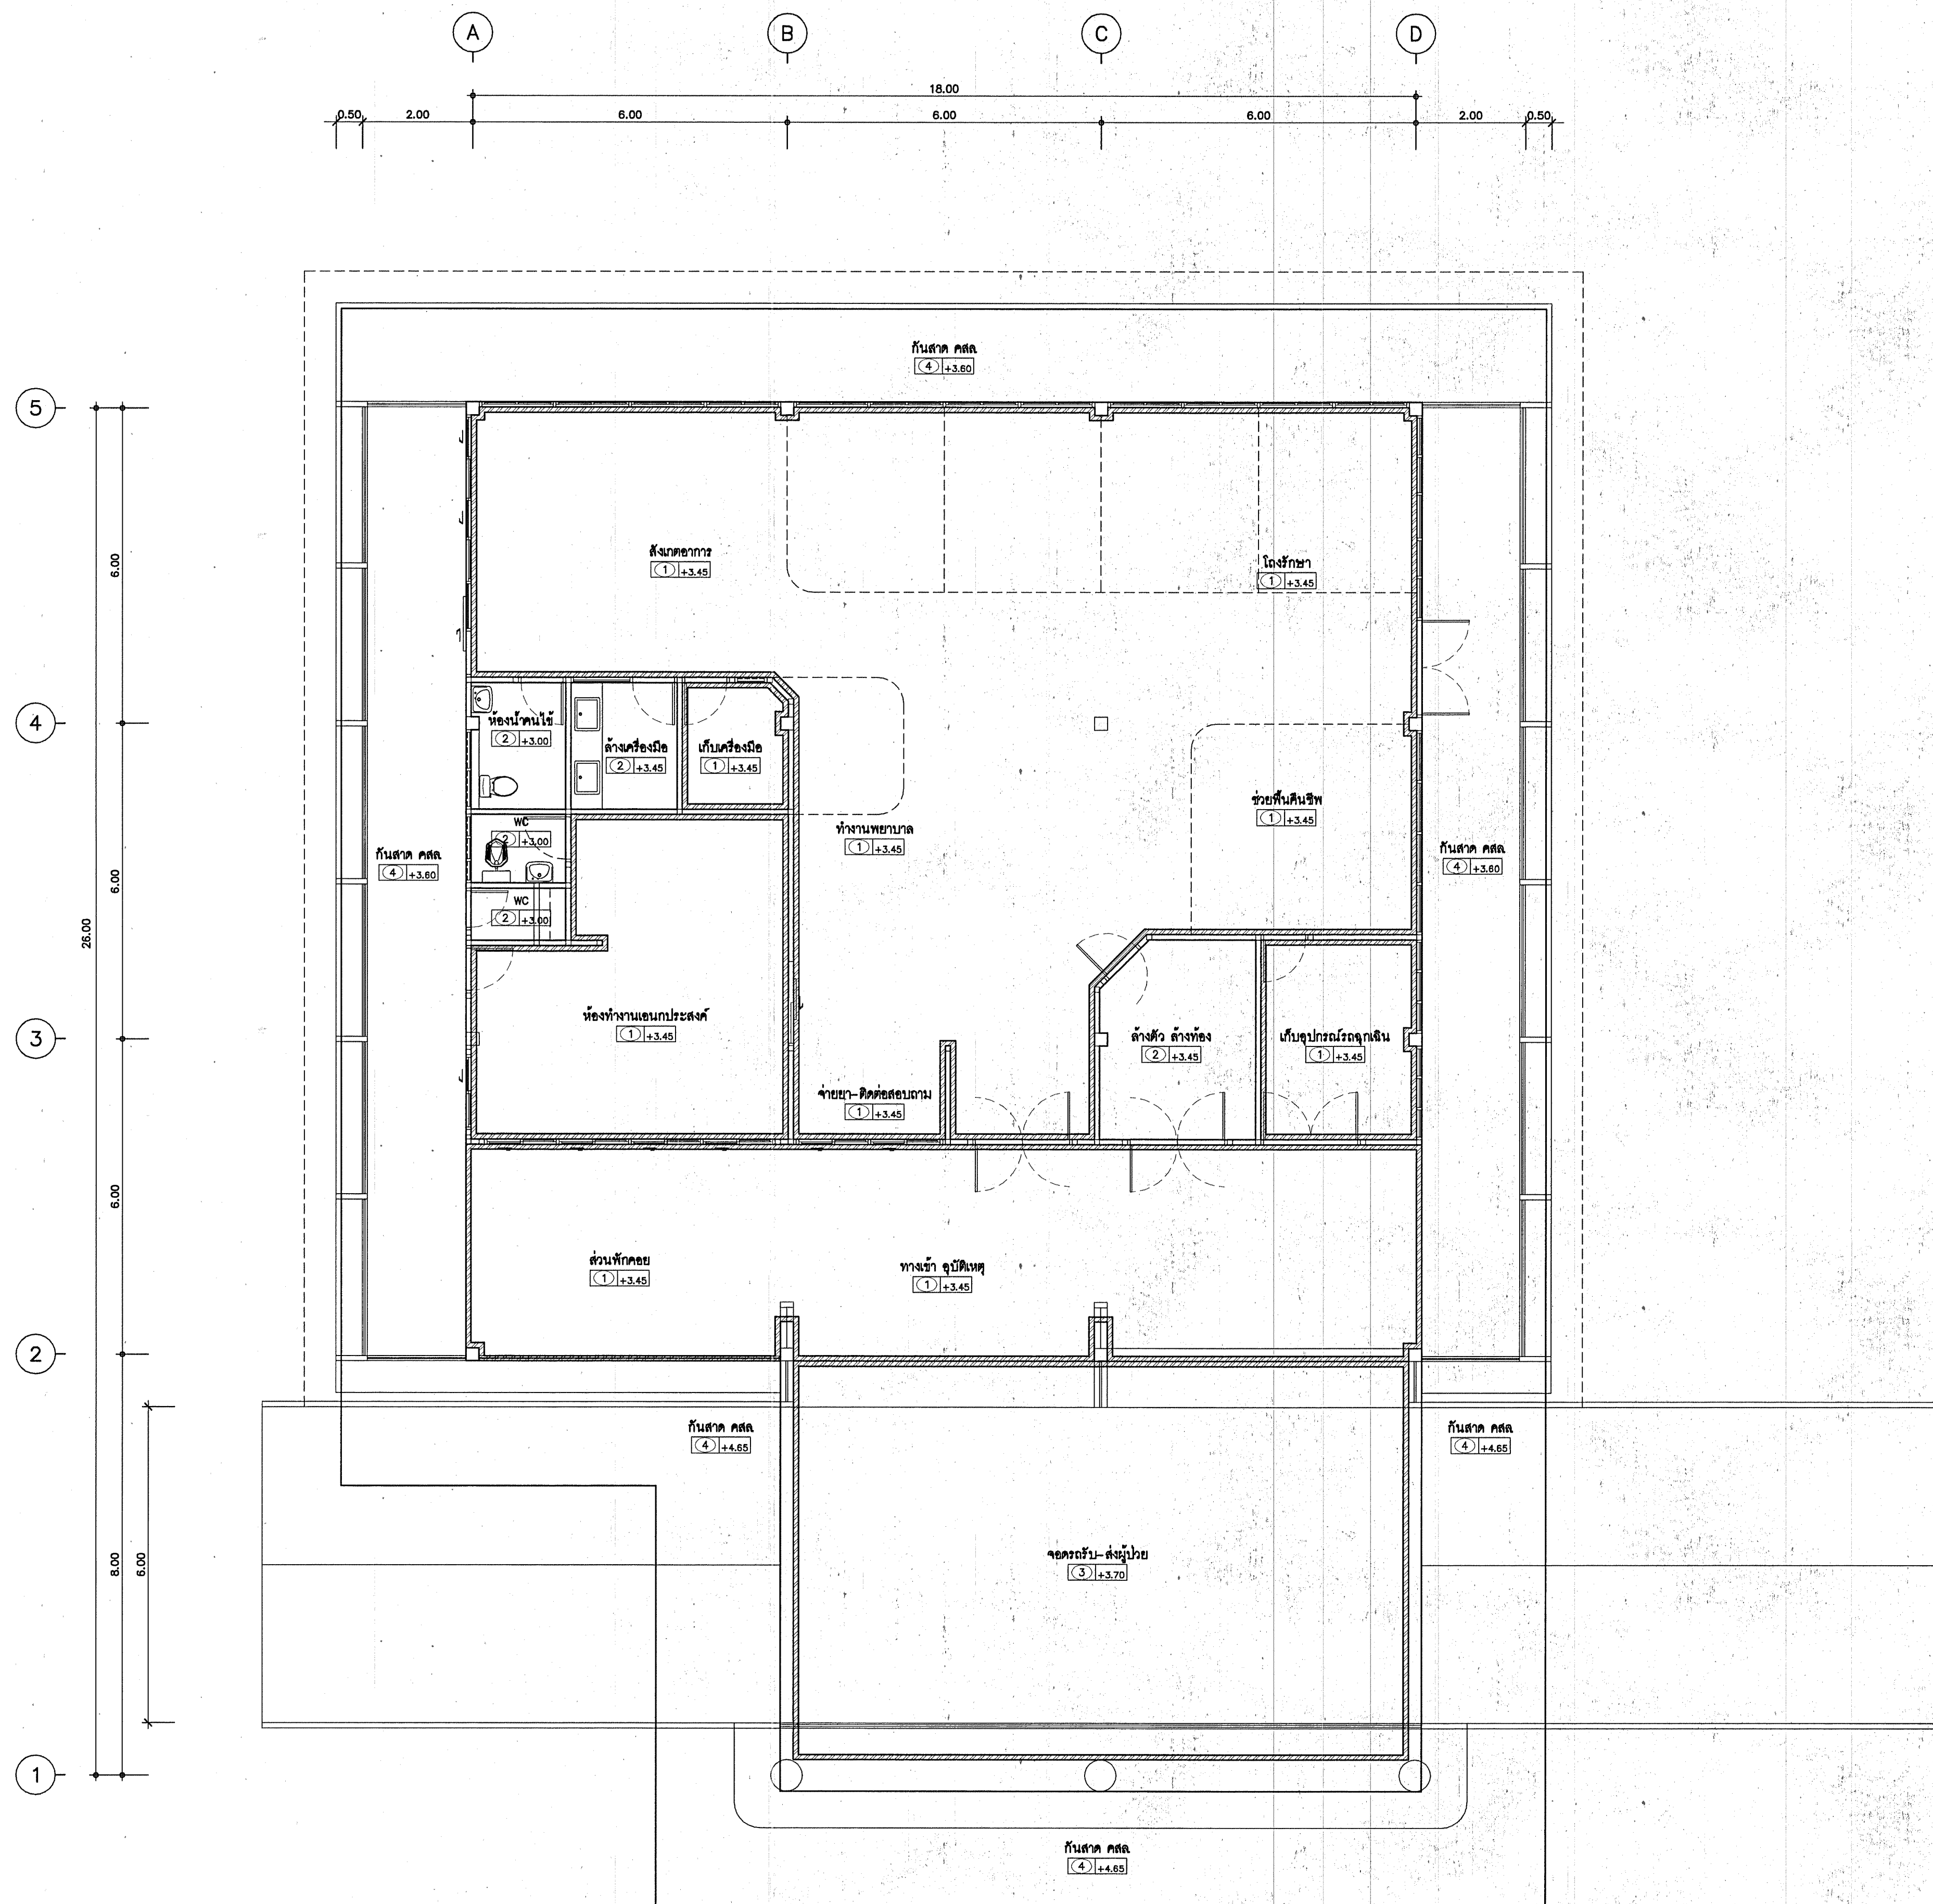 A B C D
18.00
0.50 2.00 6.00 6.00 6.00 2.00 0.50
กันสาด คสล.
4 +3.60
5
สังเกตอาการ
1 +3.45
โถงรักษา
1 +3.45
6.00
4
ห้องน้ำคนไข้
2 +3.00
ล้างเครื่องมือ
2 +3.45
เก็บเครื่องมือ
1 +3.45
ช่วยฟื้นคืนชีพ
1 +3.45
WC
2 +3.00
ทำงานพยาบาล
1 +3.45
กันสาด คสล.
4 +3.60
กันสาด คสล.
4 +3.60
6.00
26.00
WC
2 +3.00
ห้องทำงานเอนกประสงค์
1 +3.45
3
ล้างตัว ล้างท้อง
2 +3.45
เก็บอุปกรณ์รถฉุกเฉิน
1 +3.45
จ่ายยา-ติดต่อสอบถาม
1 +3.45
6.00
ส่วนพักคอย
1 +3.45
ทางเข้า อุบัติเหตุ
1 +3.45
2
กันสาด คสล.
4 +4.65
กันสาด คสล.
4 +4.65
8.00
6.00
จอดรถรับ-ส่งผู้ป่วย
3 +3.70
1
กันสาด คสล.
4 +4.65